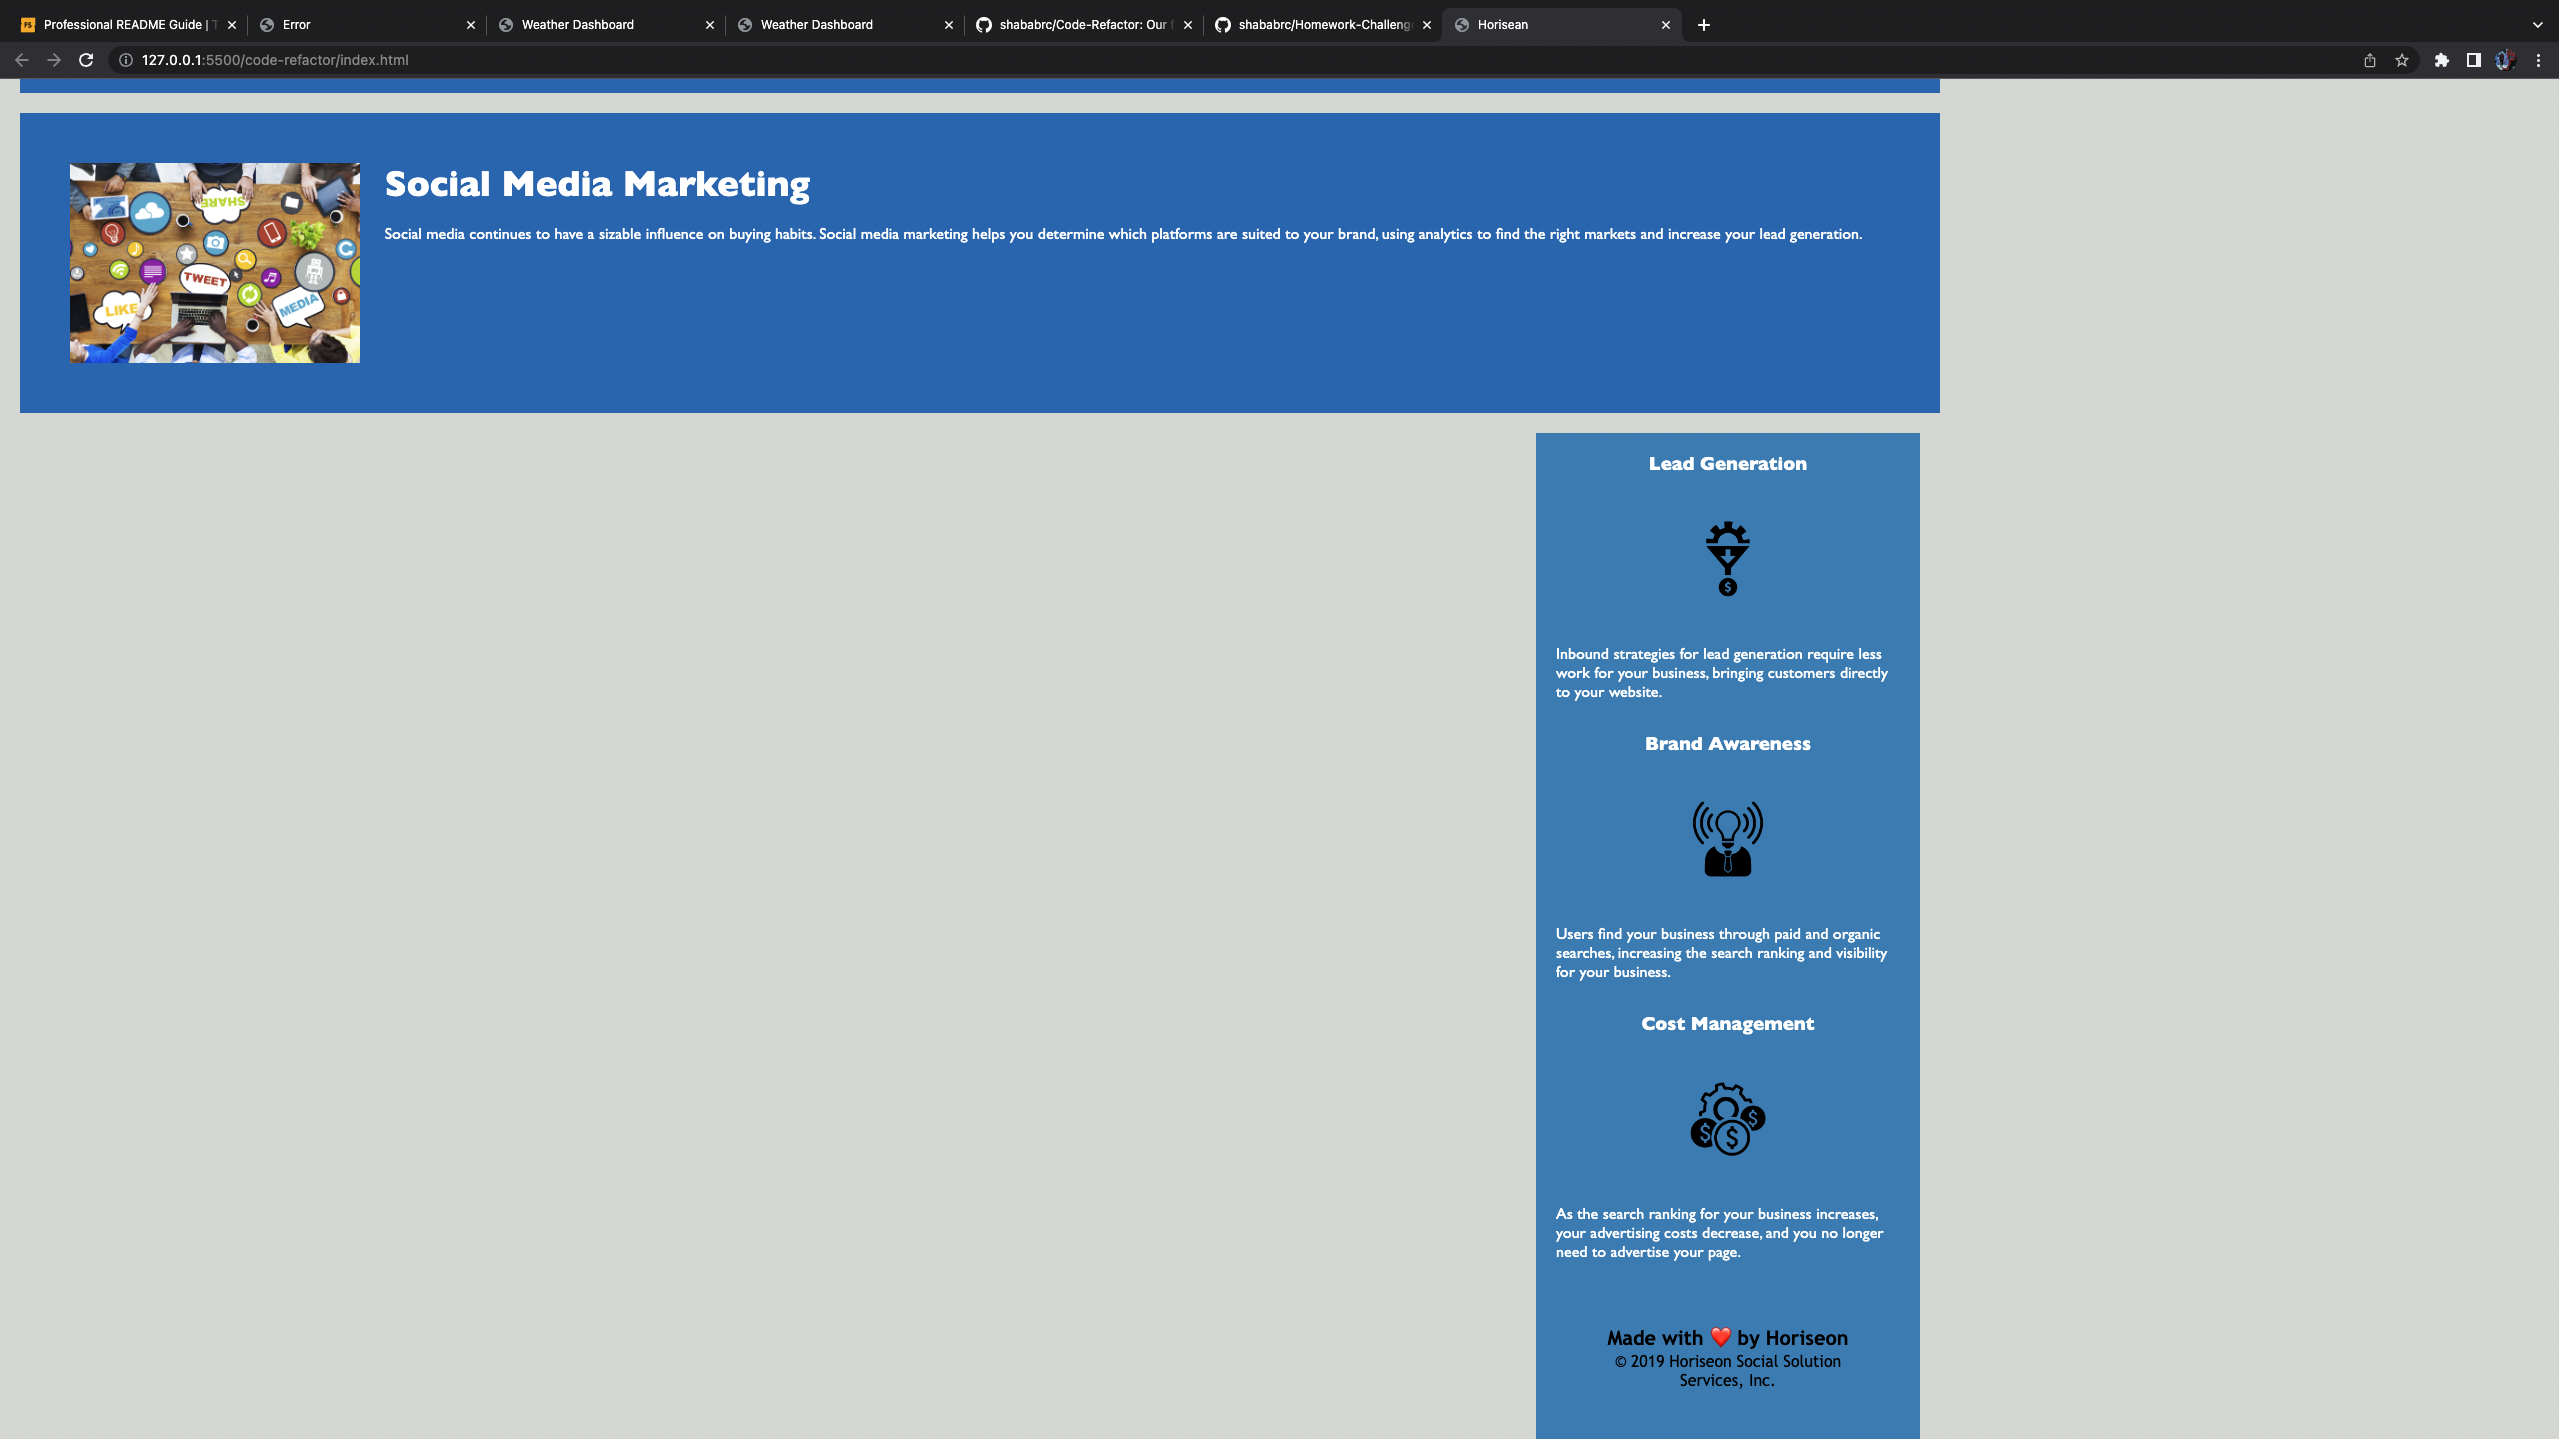 Professional README Guide | T
Error
Weather Dashboard
Weather Dashboard
shababrc/Code-Refactor: Our f
shababrc/Homework-Challeng
Horisean
127.0.0.1:5500/code-refactor/index.html
SHARE
TWEET
LIKE
MEDIA
Social Media Marketing
Social media continues to have a sizable influence on buying habits. Social media marketing helps you determine which platforms are suited to your brand, using analytics to find the right markets and increase your lead generation.
Lead Generation
$
Inbound strategies for lead generation require less
work for your business, bringing customers directly
to your website.
Brand Awareness
Users find your business through paid and organic
searches, increasing the search ranking and visibility
for your business.
Cost Management
$ $ $
As the search ranking for your business increases,
your advertising costs decrease, and you no longer
need to advertise your page.
Made with ❤️ by Horiseon
© 2019 Horiseon Social Solution
Services, Inc.